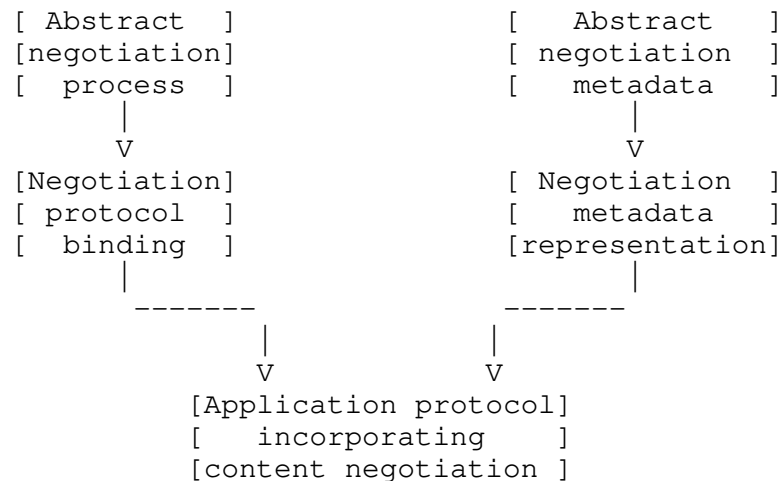 [ Abstract  ]               [   Abstract   ]
[negotiation]               [ negotiation  ]
[  process  ]               [   metadata   ]
      |                            |
      V                            V
[Negotiation]               [ Negotiation  ]
[ protocol  ]               [   metadata   ]
[  binding  ]               [representation]
      |                            |
       -------              -------
              |            |
              V            V
          [Application protocol]
          [   incorporating    ]
          [content negotiation ]